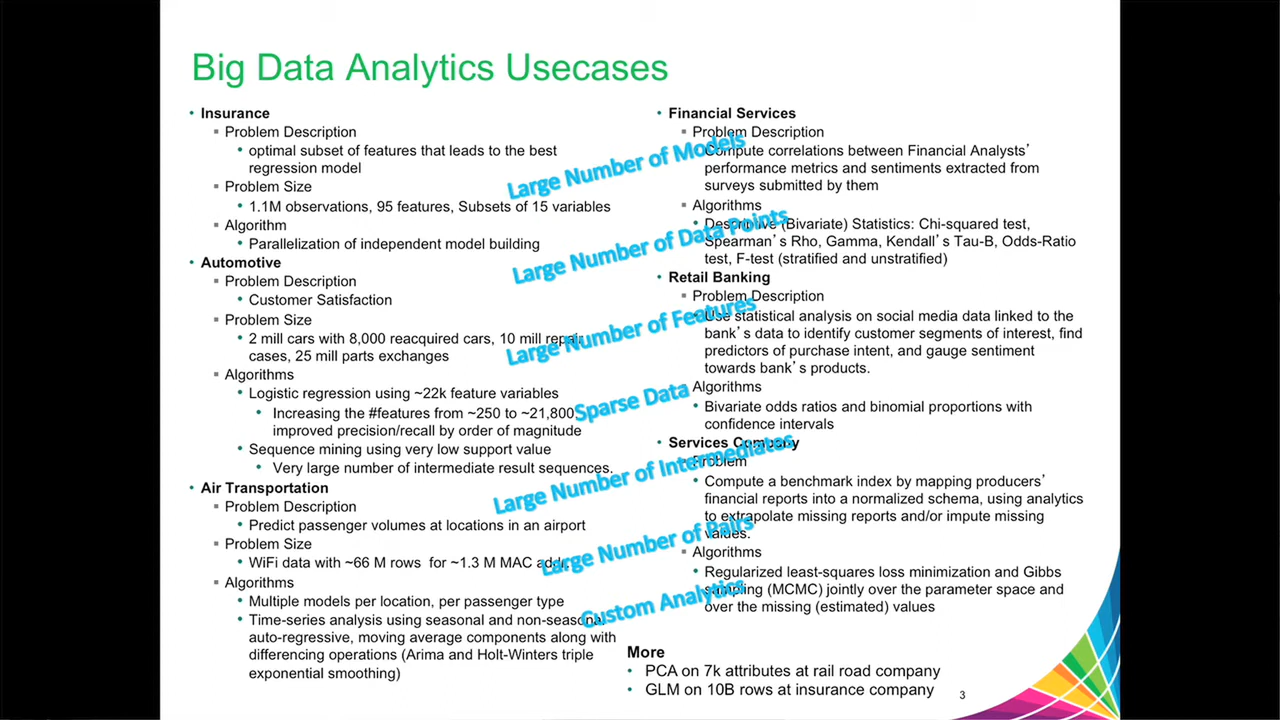 Big Data Analytics Usecases
• Insurance
▪ Problem Description
• optimal subset of features that leads to the best
regression model
▪ Problem Size
• 1.1M observations, 95 features, Subsets of 15 variables
▪ Algorithm
• Parallelization of independent model building
• Automotive
▪ Problem Description
• Customer Satisfaction
▪ Problem Size
• 2 mill cars with 8,000 reacquired cars, 10 mill repair
cases, 25 mill parts exchanges
▪ Algorithms
• Logistic regression using ~22k feature variables
• Increasing the #features from ~250 to ~21,800
improved precision/recall by order of magnitude
• Sequence mining using very low support value
• Very large number of intermediate result sequences.
• Air Transportation
▪ Problem Description
• Predict passenger volumes at locations in an airport
▪ Problem Size
• WiFi data with ~66 M rows for ~1.3 M MAC addr.
▪ Algorithms
• Multiple models per location, per passenger type
• Time-series analysis using seasonal and non-seasonal
auto-regressive, moving average components along with
differencing operations (Arima and Holt-Winters triple
exponential smoothing)
Large Number of Models
Large Number of Data Points
Large Number of Features
Sparse Data
Large Number of Intermediates
Large Number of Pairs
Custom Analytics
• Financial Services
▪ Problem Description
• Compute correlations between Financial Analysts’
performance metrics and sentiments extracted from
surveys submitted by them
▪ Algorithms
• Descriptive (Bivariate) Statistics: Chi-squared test,
Spearman’s Rho, Gamma, Kendall’s Tau-B, Odds-Ratio
test, F-test (stratified and unstratified)
• Retail Banking
▪ Problem Description
• Use statistical analysis on social media data linked to the
bank’s data to identify customer segments of interest, find
predictors of purchase intent, and gauge sentiment
towards bank’s products.
▪ Algorithms
• Bivariate odds ratios and binomial proportions with
confidence intervals
• Services Company
▪ Problem
• Compute a benchmark index by mapping producers’
financial reports into a normalized schema, using analytics
to extrapolate missing reports and/or impute missing
values.
▪ Algorithms
• Regularized least-squares loss minimization and Gibbs
sampling (MCMC) jointly over the parameter space and
over the missing (estimated) values
More
• PCA on 7k attributes at rail road company
• GLM on 10B rows at insurance company
3